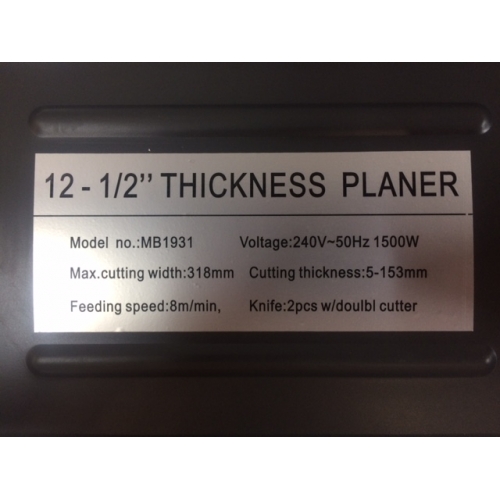 12 - 1/2’’ THICKNESS PLANER
Model no.:MB1931 Voltage:240V~50Hz 1500W
Max.cutting width:318mm Cutting thickness:5-153mm
Feeding speed:8m/min, Knife:2pcs w/doulbl cutter